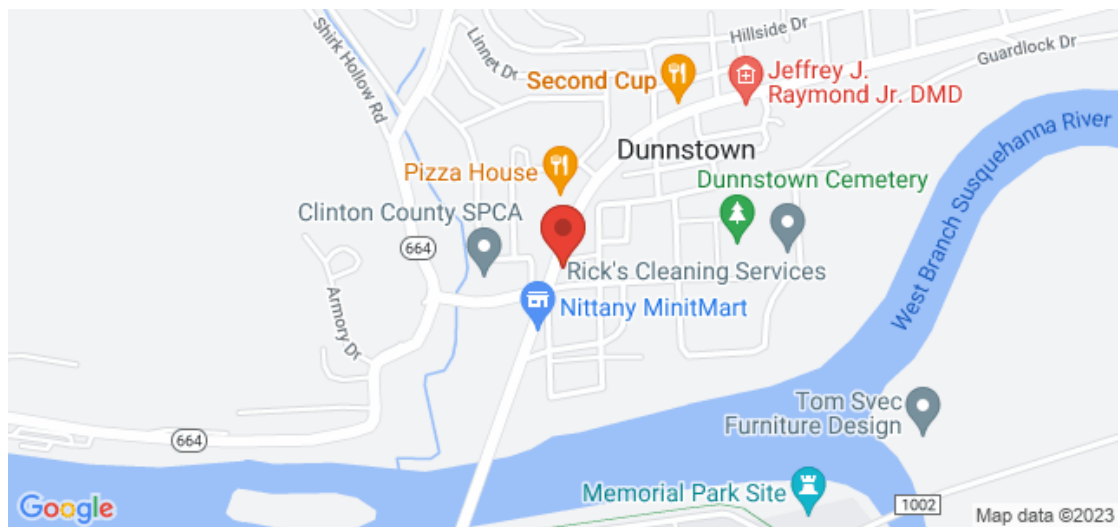 Hillside Dr
Linnet Dr
Shirk Hollow Rd
Guardlock Dr
Second Cup
Jeffrey J.
Raymond Jr. DMD
Dunnstown
Pizza House
Dunnstown Cemetery
Clinton County SPCA
664
Rick's Cleaning Services
Nittany MinitMart
Armory Dr
West Branch Susquehanna River
Tom Svec
Furniture Design
664
Memorial Park Site
1002
Google
Map data ©2023